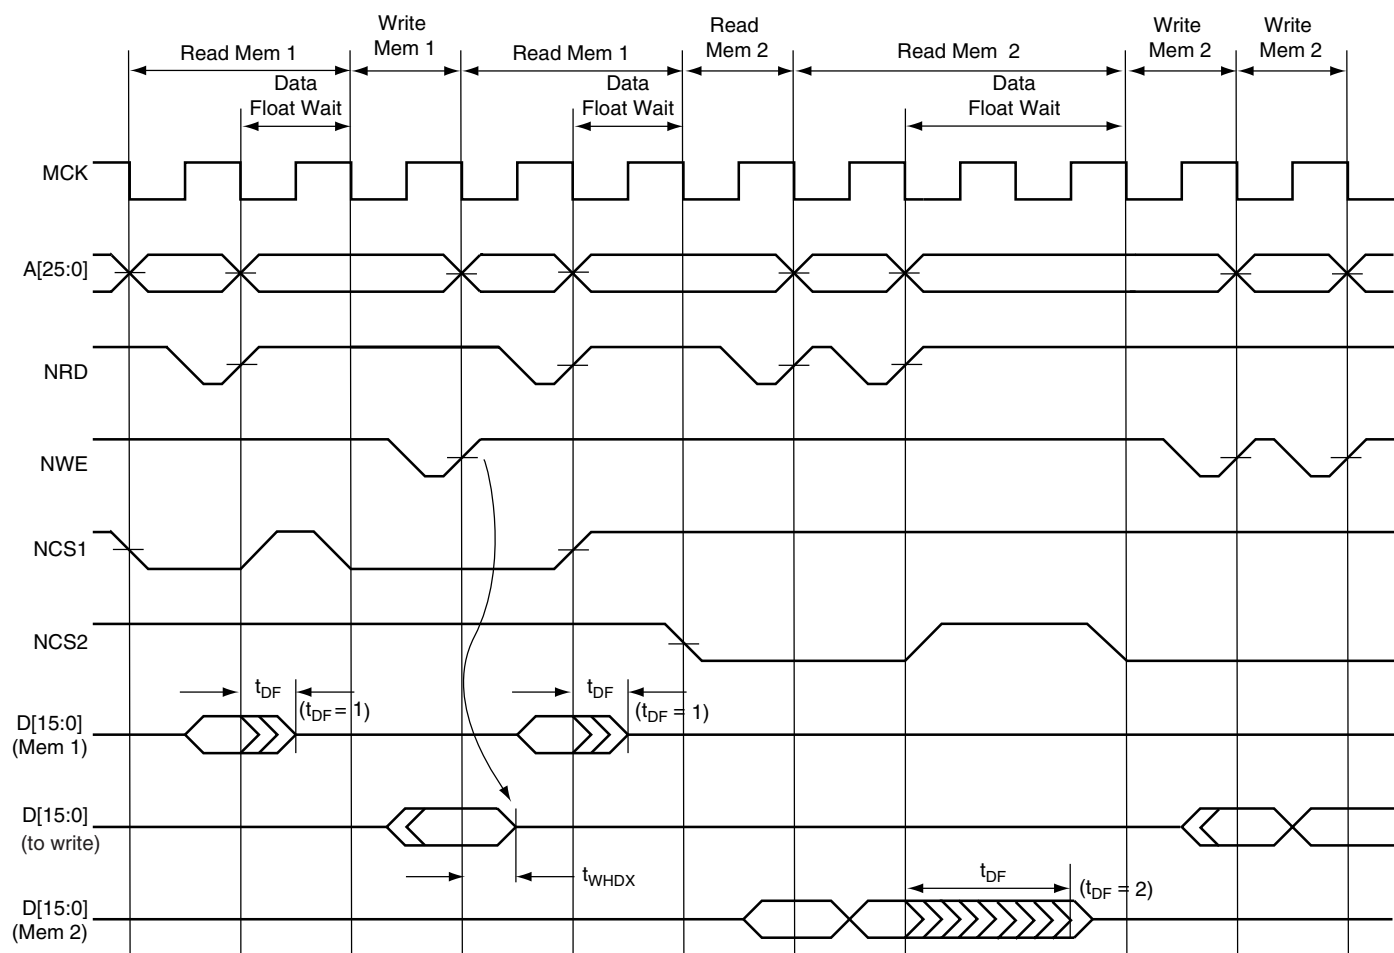 Read Mem 1
Write
Mem 1
Read Mem 1
Read
Mem 2
Read Mem 2
Write
Mem 2
Write
Mem 2
Data
Float Wait
Data
Float Wait
Data
Float Wait
MCK
A[25:0]
NRD
NWE
NCS1
NCS2
tDF
(tDF = 1)
tDF
(tDF = 1)
D[15:0]
(Mem 1)
D[15:0]
(to write)
tWHDX
tDF
(tDF = 2)
D[15:0]
(Mem 2)